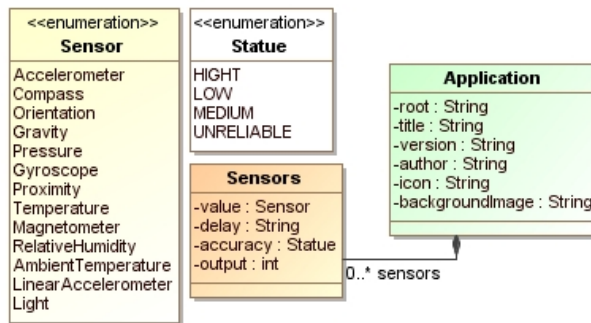 <<enumeration>>
Sensor
Accelerometer
Compass
Orientation
Gravity
Pressure
Gyroscope
Proximity
Temperature
Magnetometer
RelativeHumidity
AmbientTemperature
LinearAccelerometer
Light
<<enumeration>>
Statue
HIGHT
LOW
MEDIUM
UNRELIABLE
Sensors
-value : Sensor
-delay : String
-accuracy : Statue
-output : int
Application
-root : String
-title : String
-version : String
-author : String
-icon : String
-backgroundImage : String
0..* sensors